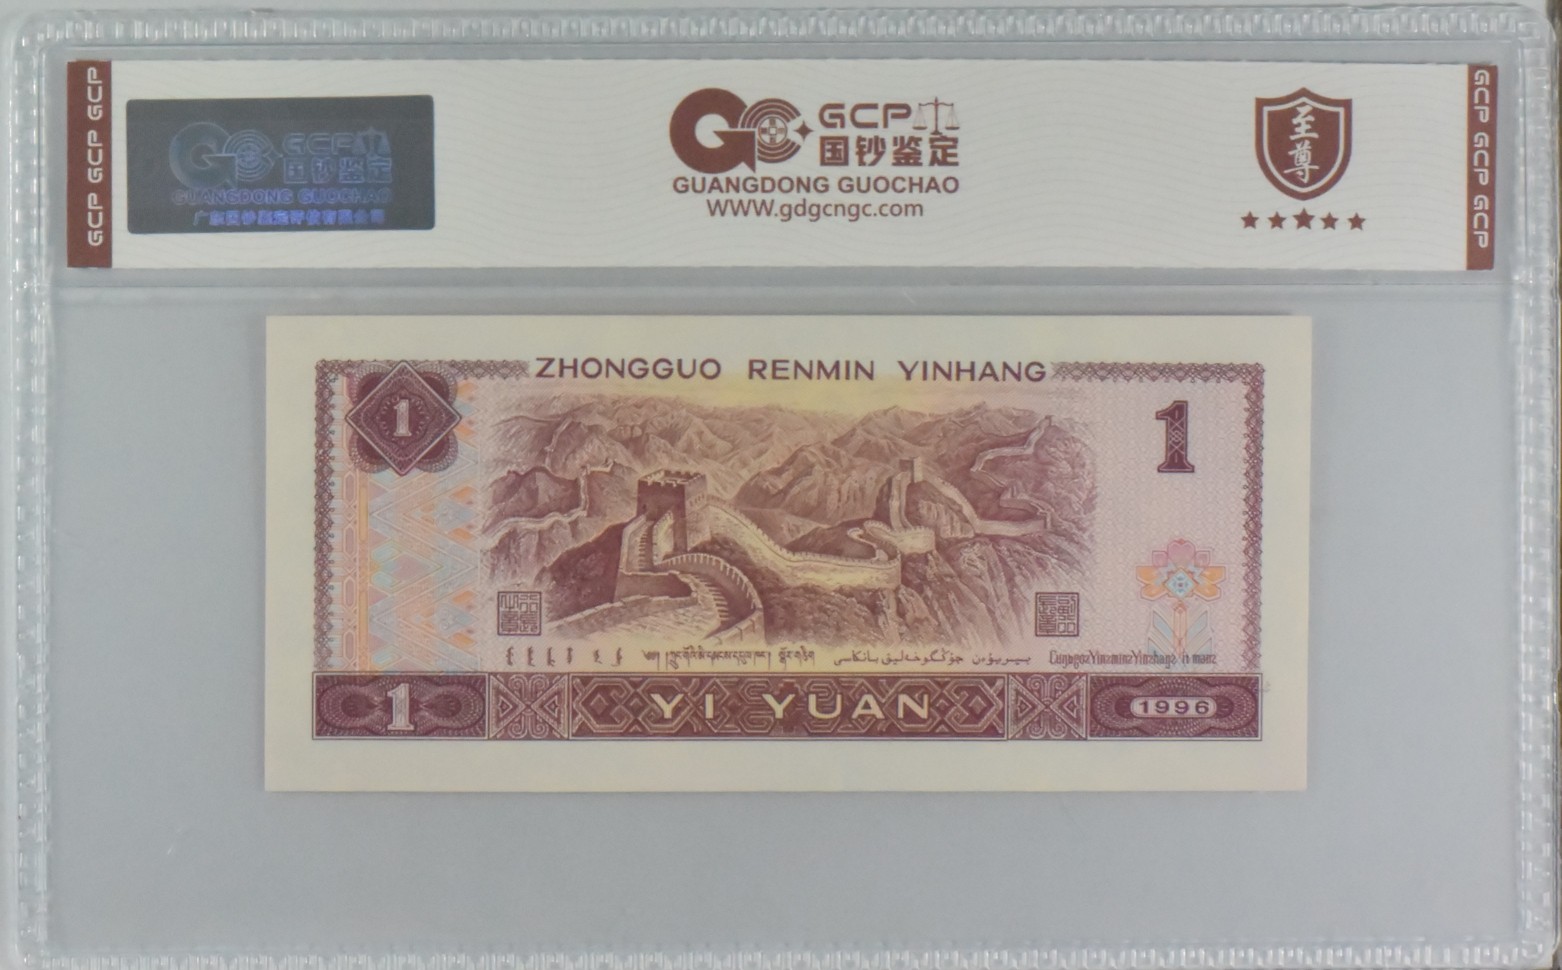 GCP GCP GCP
GCP 国钞鉴定
GUANGDONG GUOCHAO
GCP
国钞鉴定
GUANGDONG GUOCHAO
WWW.gdgcngc.com
至尊
GCP GCP GCP
ZHONGGUO RENMIN YINHANG
1
1
1
YI YUAN
1996